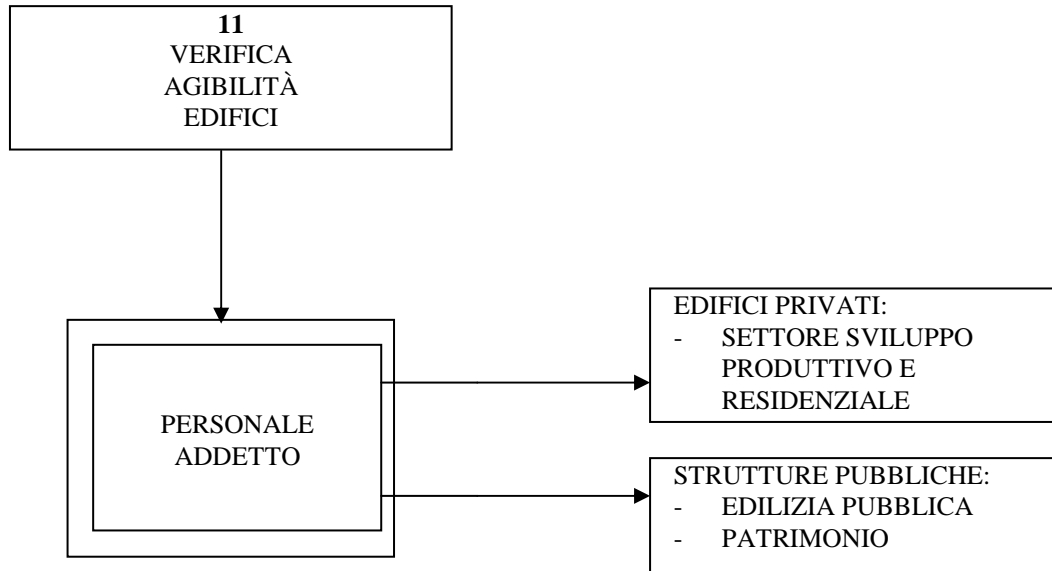 11
VERIFICA
AGIBILITÀ
EDIFICI
PERSONALE
ADDETTO
EDIFICI PRIVATI:
- SETTORE SVILUPPO
PRODUTTIVO E
RESIDENZIALE
STRUTTURE PUBBLICHE:
- EDILIZIA PUBBLICA
- PATRIMONIO